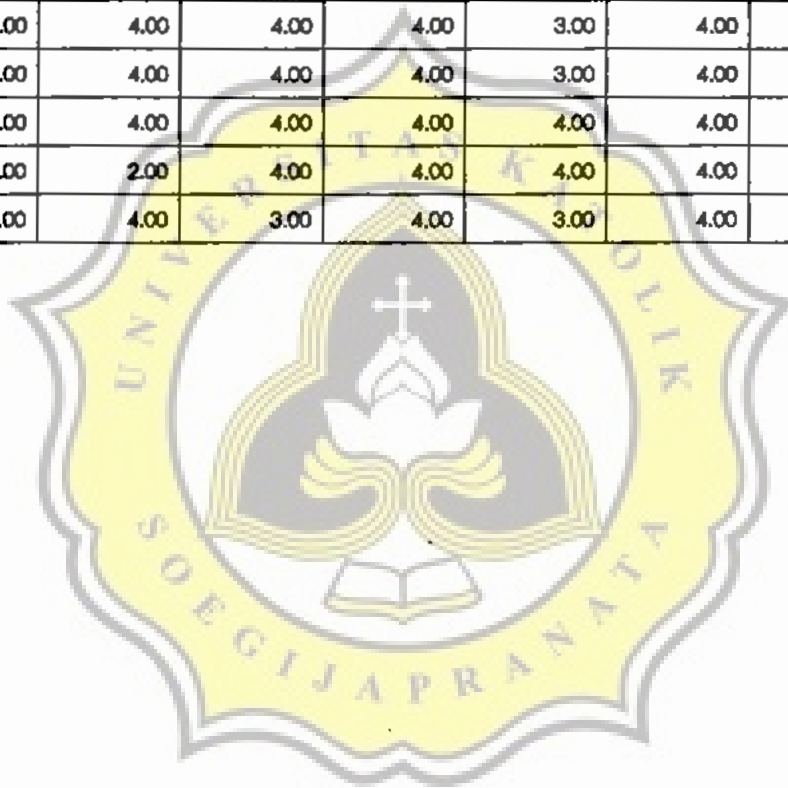 .00 4.00 4.00 4.00 3.00 4.00
.00 4.00 4.00 4.00 3.00 4.00
.00 4.00 4.00 4.00 4.00 4.00
.00 2.00 4.00 4.00 4.00 4.00
.00 4.00 3.00 4.00 3.00 4.00
UNIVERSITAS KATOLIK
SOEGIJAPRANATA